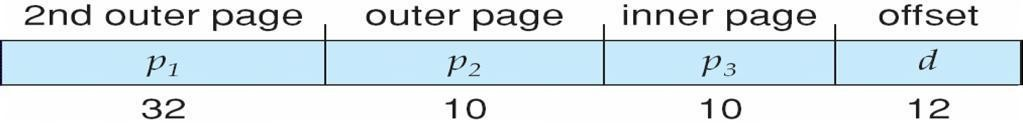 2nd outer page outer page inner page offset
p1 p2 p3 d
32 10 10 12